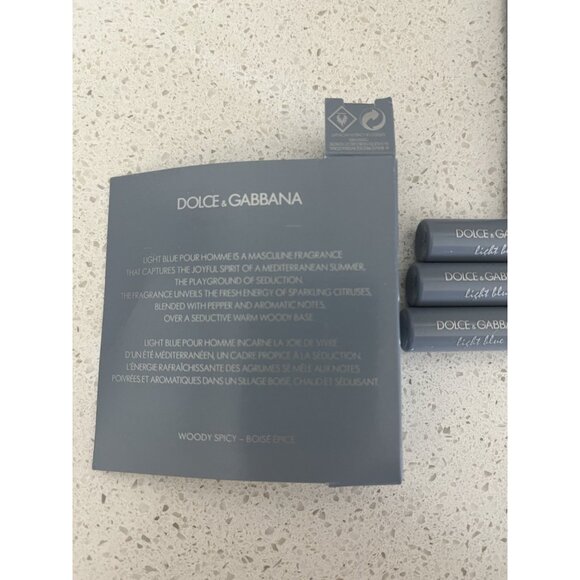 DOLCE & GABBANA
LIGHT BLUE POUR HOMME IS A MASCULINE FRAGRANCE
THAT CAPTURES THE JOYFUL SPIRIT OF A MEDITERRANEAN SUMMER,
THE PLAYGROUND OF SEDUCTION.
THE FRAGRANCE UNVEILS THE FRESH ENERGY OF SPARKLING CITRUSES,
BLENDED WITH PEPPER AND AROMATIC NOTES,
OVER A SEDUCTIVE WARM WOODY BASE.
LIGHT BLUE POUR HOMME INCARNE LA JOIE DE VIVRE
D'UN ÉTÉ MÉDITERRANÉEN, UN CADRE PROPICE À LA SÉDUCTION.
L'ÉNERGIE RAFRAÎCHISSANTE DES AGRUMES SE MÊLE AUX NOTES
POIVRÉES ET AROMATIQUES DANS UN SILLAGE BOISÉ, CHAUD ET SÉDUISANT.
WOODY SPICY – BOISÉ ÉPICÉ
DOLCE & GA
light bl
DOLCE & GABB
light blue
DOLCE & GABBA
light blue